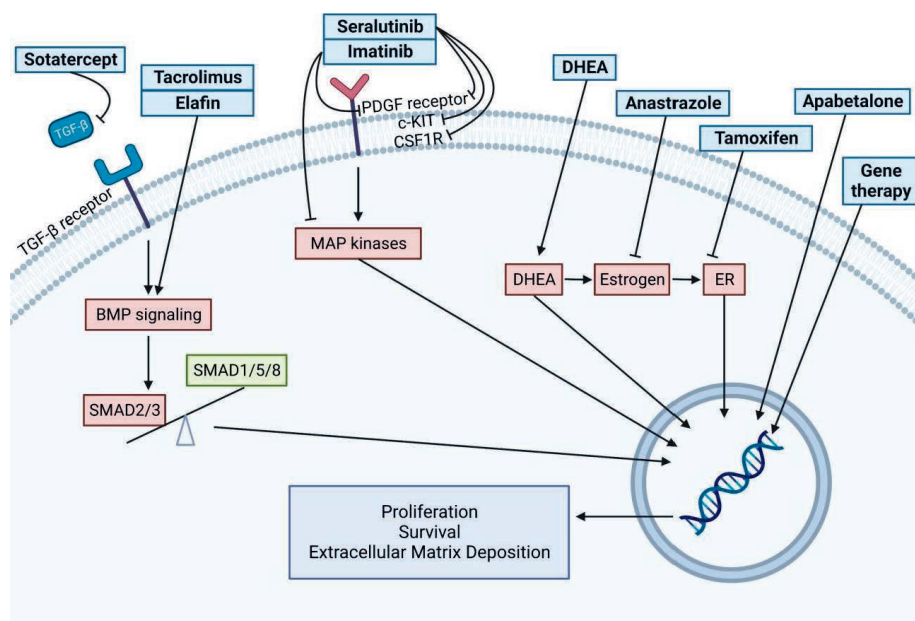 Seralutinib
Imatinib
Sotatercept
Tacrolimus
Elafin
DHEA
Anastrazole
Apabetalone
Tamoxifen
Gene
therapy
TGF-β
PDGF receptor
c-KIT
CSF1R
TGF-β receptor
MAP kinases
DHEA
Estrogen
ER
BMP signaling
SMAD1/5/8
SMAD2/3
Proliferation
Survival
Extracellular Matrix Deposition